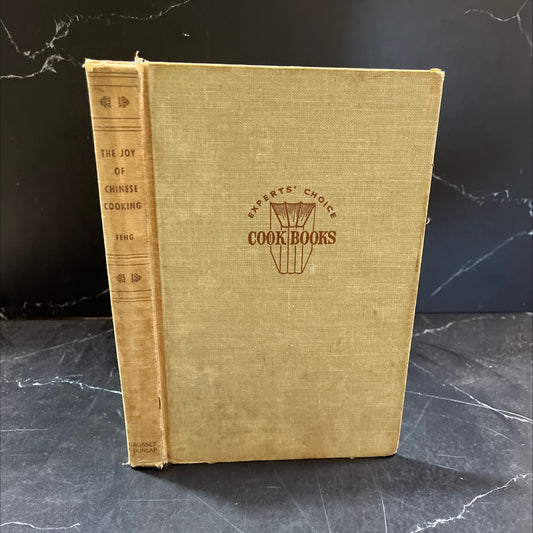 THE JOY
OF
CHINESE
COOKING
FENG
GROSSET
DUNLAP
EXPERTS' CHOICE
COOK BOOKS